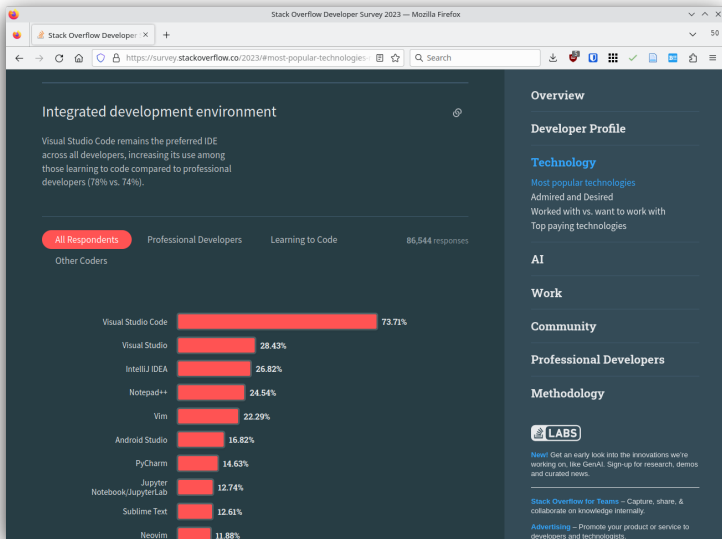 Stack Overflow Developer Survey 2023 — Mozilla Firefox
Stack Overflow Developer
50
https://survey.stackoverflow.co/2023/#most-popular-technologies-
Search
Integrated development environment
Visual Studio Code remains the preferred IDE
across all developers, increasing its use among
those learning to code compared to professional
developers (78% vs. 74%).
All Respondents Professional Developers Learning to Code 86,544 responses
Other Coders
Visual Studio Code 73.71%
Visual Studio 28.43%
IntelliJ IDEA 26.82%
Notepad++ 24.54%
Vim 22.29%
Android Studio 16.82%
PyCharm 14.63%
Jupyter
Notebook/JupyterLab 12.74%
Sublime Text 12.61%
Neovim 11.88%
Overview
Developer Profile
Technology
Most popular technologies
Admired and Desired
Worked with vs. want to work with
Top paying technologies
AI
Work
Community
Professional Developers
Methodology
LABS
New! Get an early look into the innovations we're
working on, like GenAI. Sign-up for research, demos
and curated news.
Stack Overflow for Teams – Capture, share, &
collaborate on knowledge internally.
Advertising – Promote your product or service to
developers and technologists.